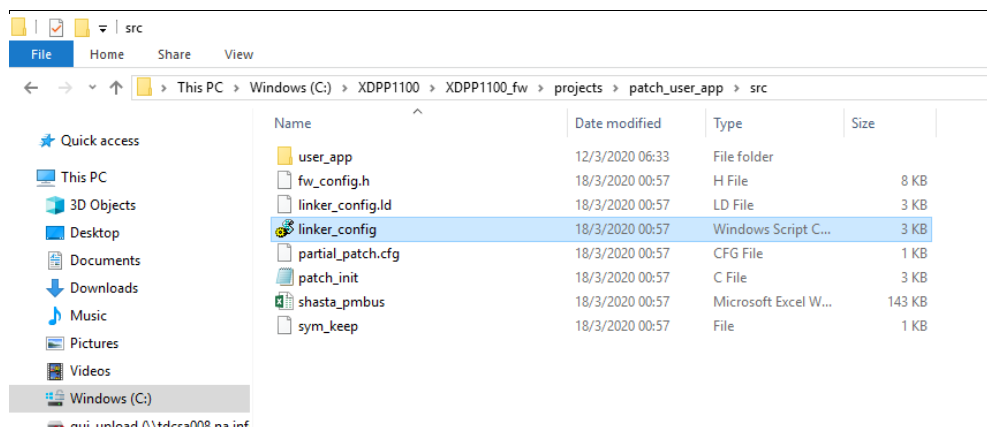 src
File Home Share View
This PC > Windows (C:) > XDPP1100 > XDPP1100_fw > projects > patch_user_app > src
Quick access
This PC
3D Objects
Desktop
Documents
Downloads
Music
Pictures
Videos
Windows (C:)
Name Date modified Type Size
user_app 12/3/2020 06:33 File folder
fw_config.h 18/3/2020 00:57 H File 8 KB
linker_config.ld 18/3/2020 00:57 LD File 3 KB
linker_config 18/3/2020 00:57 Windows Script C... 3 KB
partial_patch.cfg 18/3/2020 00:57 CFG File 1 KB
patch_init 18/3/2020 00:57 C File 3 KB
shasta_pmbus 18/3/2020 00:57 Microsoft Excel W... 143 KB
sym_keep 18/3/2020 00:57 File 1 KB